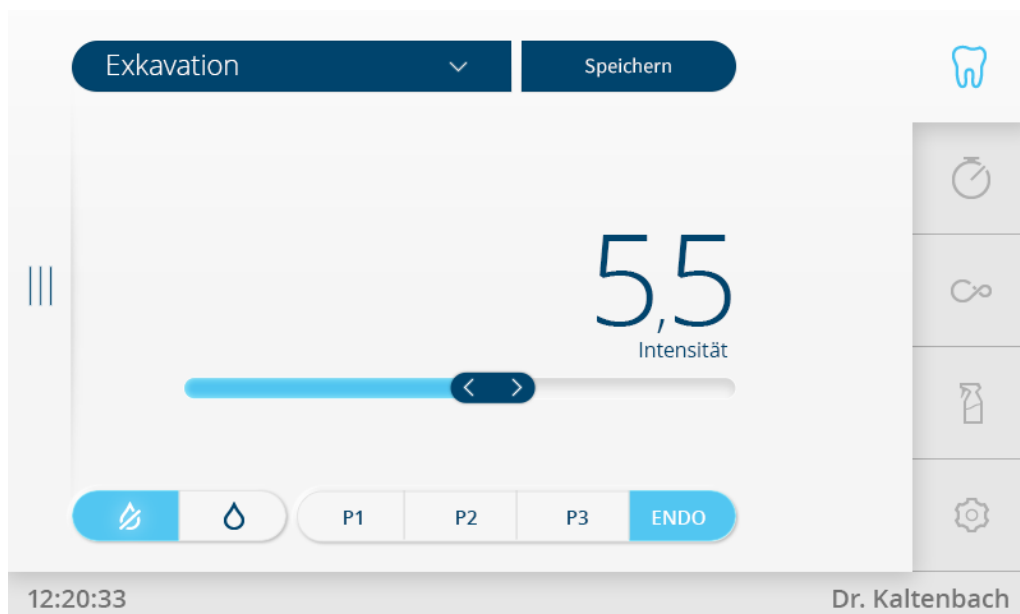 Exkavation
Speichern
5,5
Intensität
P1 P2 P3 ENDO
12:20:33
Dr. Kaltenbach